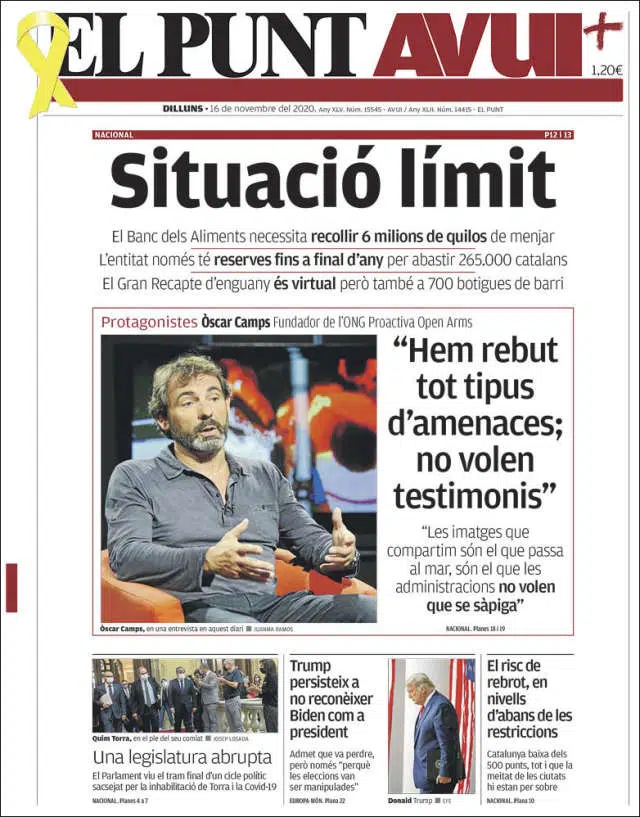 EL PUNT AVUI+
1,20€
DILLUNS · 16 de novembre del 2020. Any XLV. Núm. 15545 - AVUI / Any XLII. Núm. 14415 - EL PUNT
NACIONAL P12 i 13
Situació límit
El Banc dels Aliments necessita recollir 6 milions de quilos de menjar
L'entitat només té reserves fins a final d'any per abastir 265.000 catalans
El Gran Recapte d'enguany és virtual però també a 700 botigues de barri
Protagonistes Òscar Camps Fundador de l'ONG Proactiva Open Arms
“Hem rebut
tot tipus
d'amenaces;
no volen
testimonis”
“Les imatges que
compartim són el que passa
al mar, són el que les
administracions no volen
que se sàpiga”
NACIONAL. Planes 18 i 19
Òscar Camps, en una entrevista en aquest diari ■ JUANMA RAMOS
Quim Torra, en el ple del seu comiat ■ JOSEP LOSADA
Una legislatura abrupta
El Parlament viu el tram final d'un cicle polític
sacsejat per la inhabilitació de Torra i la Covid-19
NACIONAL. Planes 4 a 7
Trump
persisteix a
no reconèixer
Biden com a
president
Admet que va perdre,
però només “perquè
les eleccions van
ser manipulades”
EUROPA-MÓN. Plana 22
Donald Trump ■ EFE
El risc de
rebrot, en
nivells
d'abans de les
restriccions
Catalunya baixa dels
500 punts, tot i que la
meitat de les ciutats
hi estan per sobre
NACIONAL. Plana 10